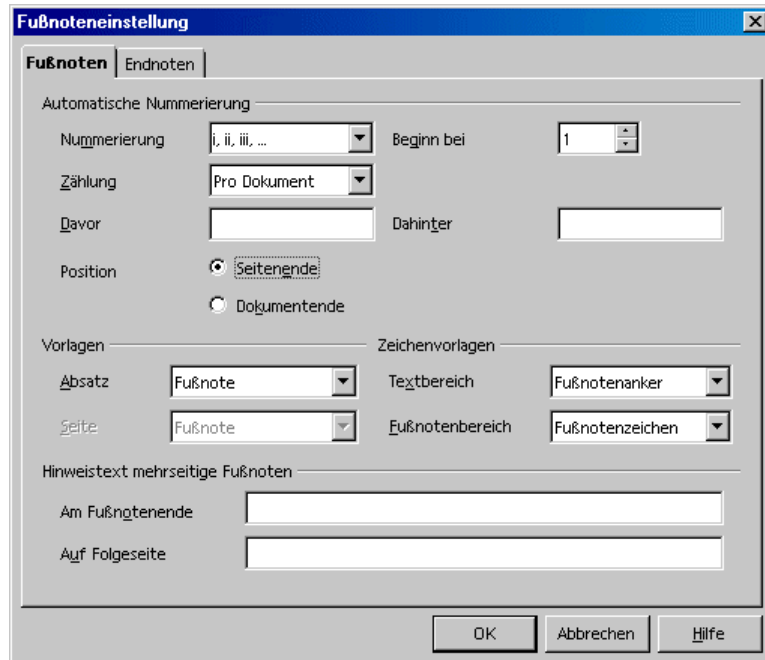 Fußnoteneinstellung
Fußnoten Endnoten
Automatische Nummerierung
Nummerierung i, ii, iii, ... Beginn bei 1
Zählung Pro Dokument
Davor Dahinter
Position Seitenende
Dokumentende
Vorlagen Zeichenvorlagen
Absatz Fußnote Textbereich Fußnotenanker
Seite Fußnote Fußnotenbereich Fußnotenzeichen
Hinweistext mehrseitige Fußnoten
Am Fußnotenende
Auf Folgeseite
OK Abbrechen Hilfe